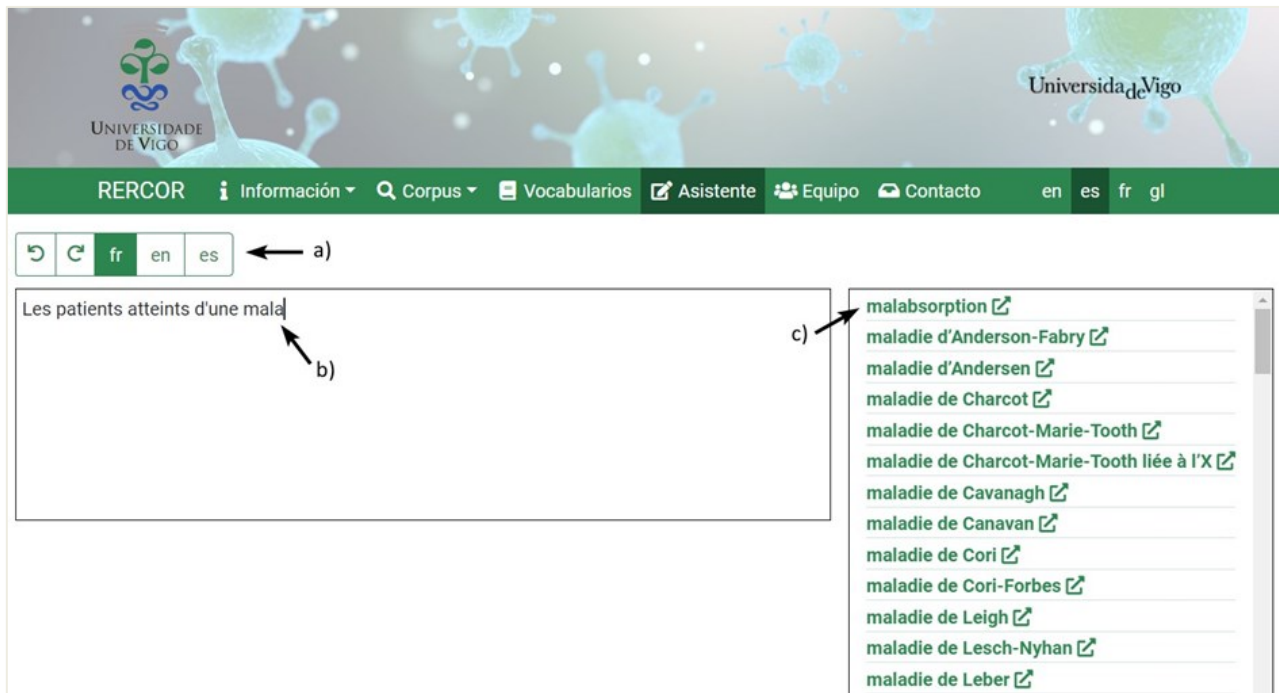 UNIVERSIDADE
DE VIGO
UniversidadeVigo
RERCOR Información Corpus Vocabularios Asistente Equipo Contacto en es fr gl
fr en es a)
Les patients atteints d'une mala
b)
c)
malabsorption
maladie d’Anderson-Fabry
maladie d’Andersen
maladie de Charcot
maladie de Charcot-Marie-Tooth
maladie de Charcot-Marie-Tooth liée à l’X
maladie de Cavanagh
maladie de Canavan
maladie de Cori
maladie de Cori-Forbes
maladie de Leigh
maladie de Lesch-Nyhan
maladie de Leber